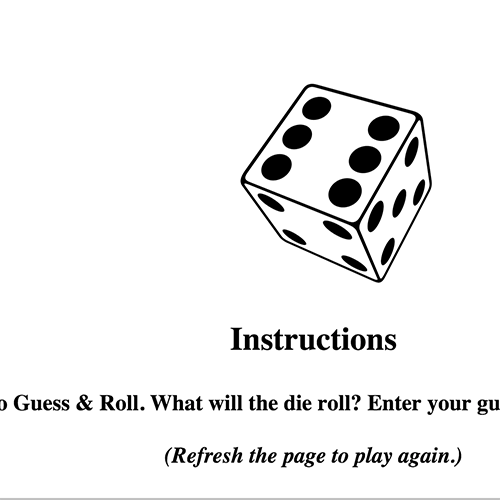 Instructions
Guess & Roll. What will the die roll? Enter your
(Refresh the page to play again.)